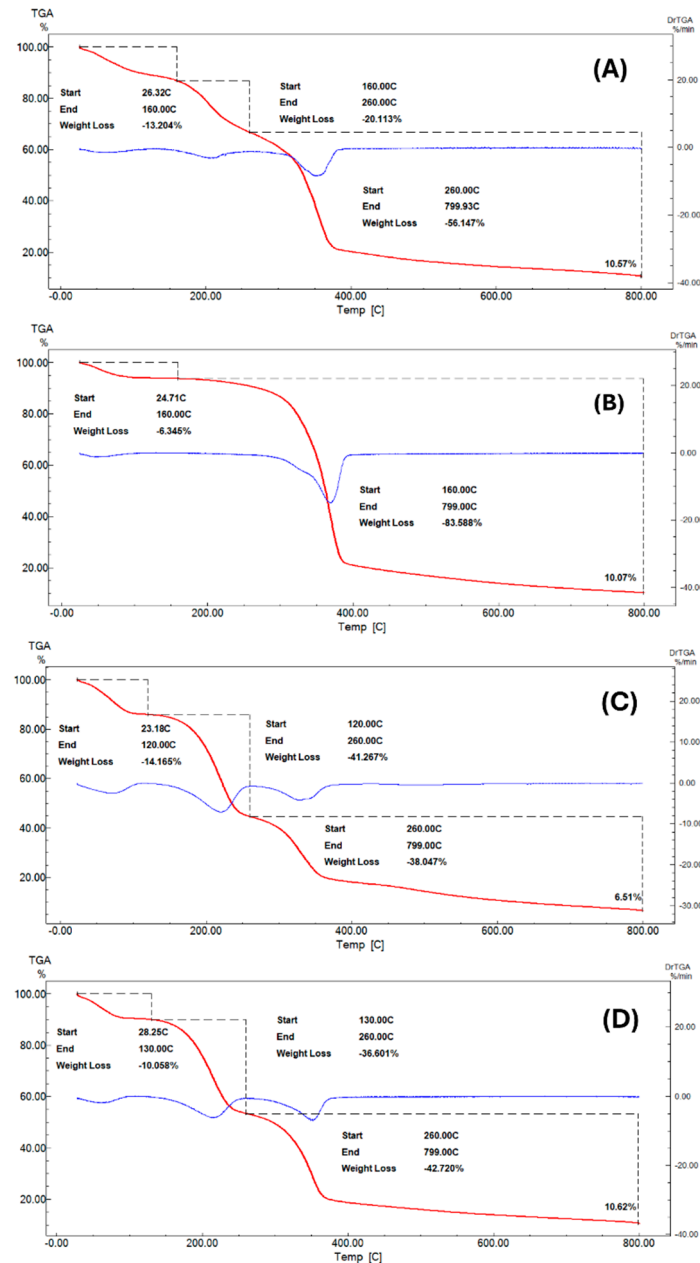 TGA
%
DrTGA
%/min
(A)
100.00
80.00
60.00
40.00
20.00
20.00
0.00
-20.00
-40.00
Start 26.32C
End 160.00C
Weight Loss -13.204%
Start 160.00C
End 260.00C
Weight Loss -20.113%
Start 260.00C
End 799.93C
Weight Loss -56.147%
10.57%
-0.00 200.00 400.00 600.00 800.00
Temp [C]
TGA
%
DrTGA
%/min
(B)
100.00
80.00
60.00
40.00
20.00
20.00
0.00
-20.00
-40.00
Start 24.71C
End 160.00C
Weight Loss -6.345%
Start 160.00C
End 799.00C
Weight Loss -83.588%
10.07%
-0.00 200.00 400.00 600.00 800.00
Temp [C]
TGA
%
DrTGA
%/min
(C)
100.00
80.00
60.00
40.00
20.00
20.00
10.00
0.00
-10.00
-20.00
-30.00
Start 23.18C
End 120.00C
Weight Loss -14.165%
Start 120.00C
End 260.00C
Weight Loss -41.267%
Start 260.00C
End 799.00C
Weight Loss -38.047%
6.51%
-0.00 200.00 400.00 600.00 800.00
Temp [C]
TGA
%
DrTGA
%/min
(D)
100.00
80.00
60.00
40.00
20.00
20.00
0.00
-20.00
-40.00
Start 28.25C
End 130.00C
Weight Loss -10.058%
Start 130.00C
End 260.00C
Weight Loss -36.601%
Start 260.00C
End 799.00C
Weight Loss -42.720%
10.62%
-0.00 200.00 400.00 600.00 800.00
Temp [C]